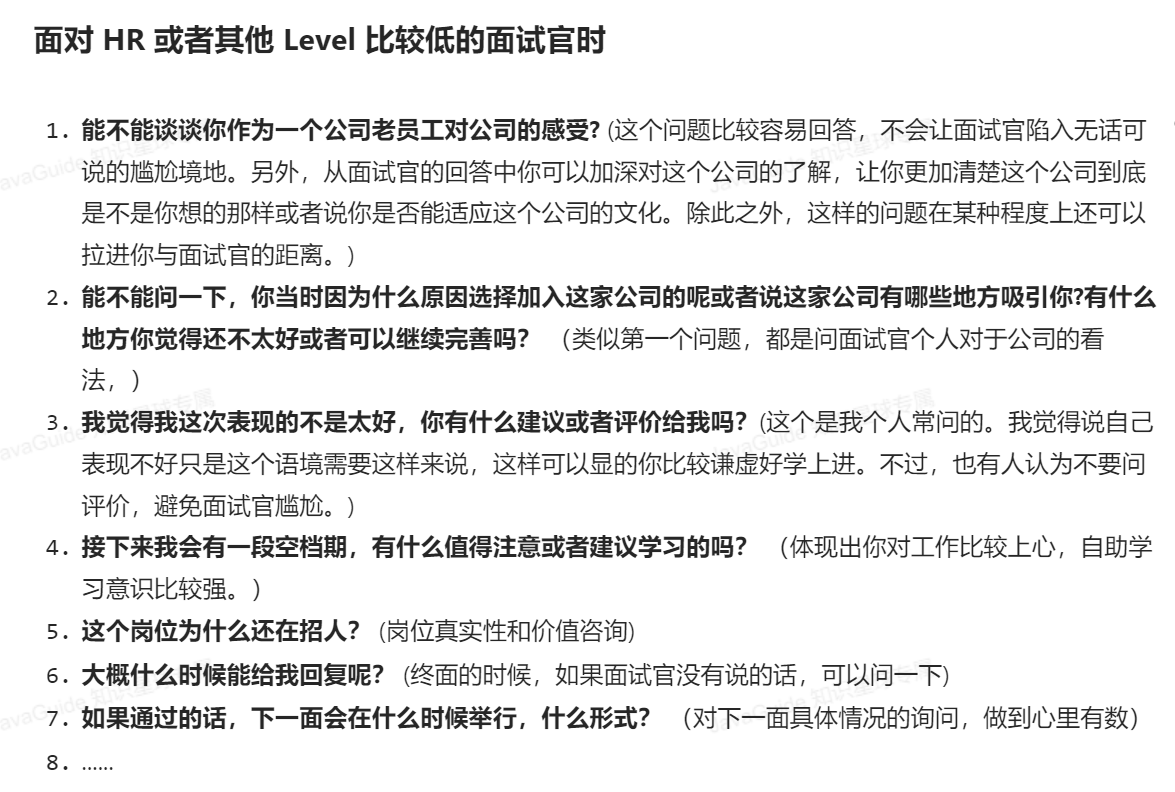 面对 HR 或者其他 Level 比较低的面试官时
1. 能不能谈谈你作为一个公司老员工对公司的感受? (这个问题比较容易回答，不会让面试官陷入无话可
说的尴尬境地。另外，从面试官的回答中你可以加深对这个公司的了解，让你更加清楚这个公司到底
是不是你想的那样或者说你是否能适应这个公司的文化。除此之外，这样的问题在某种程度上还可以
拉进你与面试官的距离。)
2. 能不能问一下，你当时因为什么原因选择加入这家公司的呢或者说这家公司有哪些地方吸引你?有什么
地方你觉得还不太好或者可以继续完善吗？ （类似第一个问题，都是问面试官个人对于公司的看
法，）
3. 我觉得我这次表现的不是太好，你有什么建议或者评价给我吗？(这个是我个人常问的。我觉得说自己
表现不好只是这个语境需要这样来说，这样可以显的你比较谦虚好学上进。不过，也有人认为不要问
评价，避免面试官尴尬。)
4. 接下来我会有一段空档期，有什么值得注意或者建议学习的吗？ （体现出你对工作比较上心，自助学
习意识比较强。）
5. 这个岗位为什么还在招人？ (岗位真实性和价值咨询)
6. 大概什么时候能给我回复呢？ (终面的时候，如果面试官没有说的话，可以问一下)
7. 如果通过的话，下一面会在什么时候举行，什么形式？ （对下一面具体情况的询问，做到心里有数）
8. ......